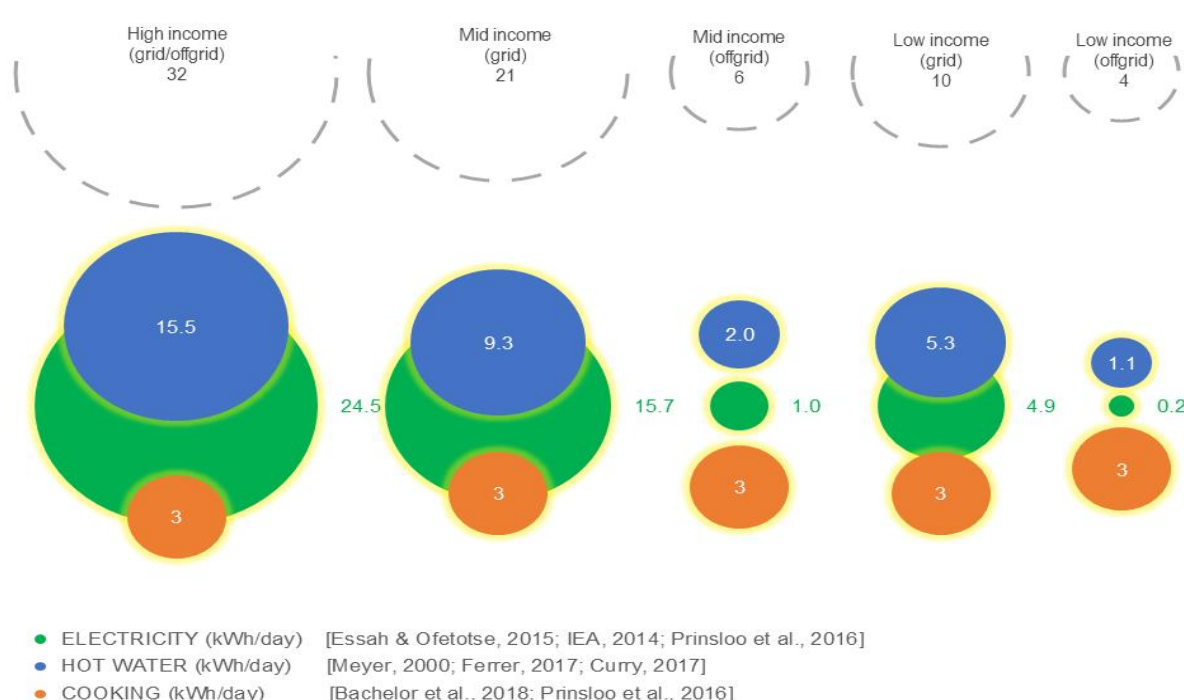 High income
(grid/offgrid)
32
Mid income
(grid)
21
Mid income
(offgrid)
6
Low income
(grid)
10
Low income
(offgrid)
4
15.5
24.5
3
9.3
15.7
3
2.0
1.0
3
5.3
4.9
3
1.1
0.2
3
ELECTRICITY (kWh/day) [Essah & Ofetotse, 2015; IEA, 2014; Prinsloo et al., 2016]
HOT WATER (kWh/day) [Meyer, 2000; Ferrer, 2017; Curry, 2017]
COOKING (kWh/day) [Bachelor et al., 2018; Prinsloo et al., 2016]